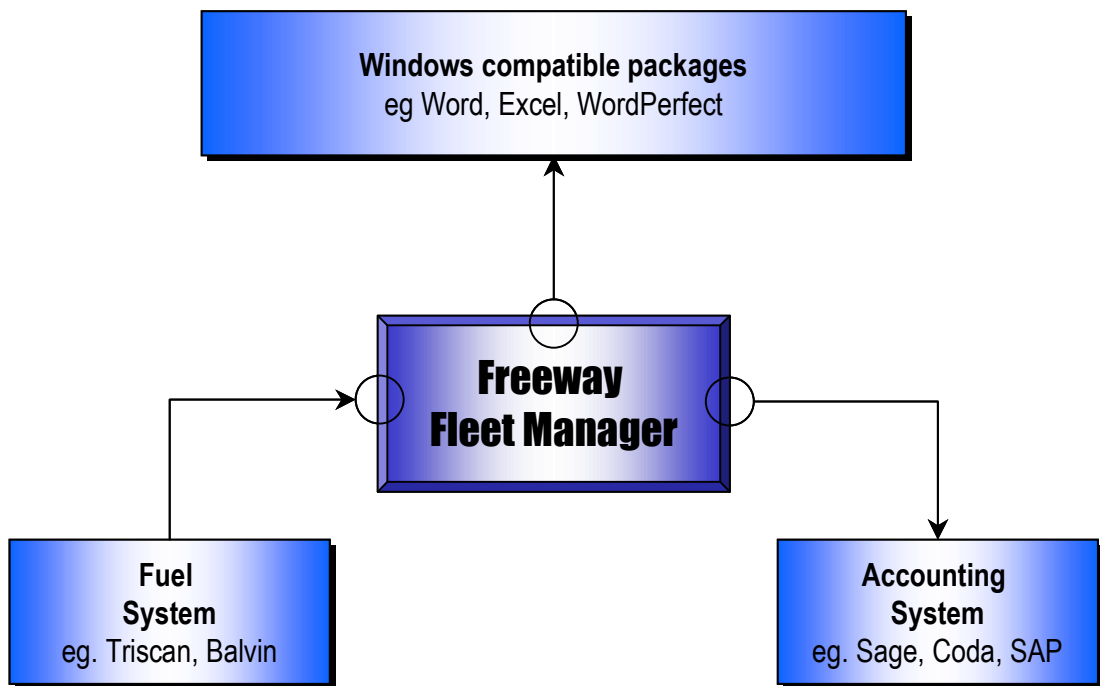 Windows compatible packages
eg Word, Excel, WordPerfect
Freeway
Fleet Manager
Fuel
System
eg. Triscan, Balvin
Accounting
System
eg. Sage, Coda, SAP